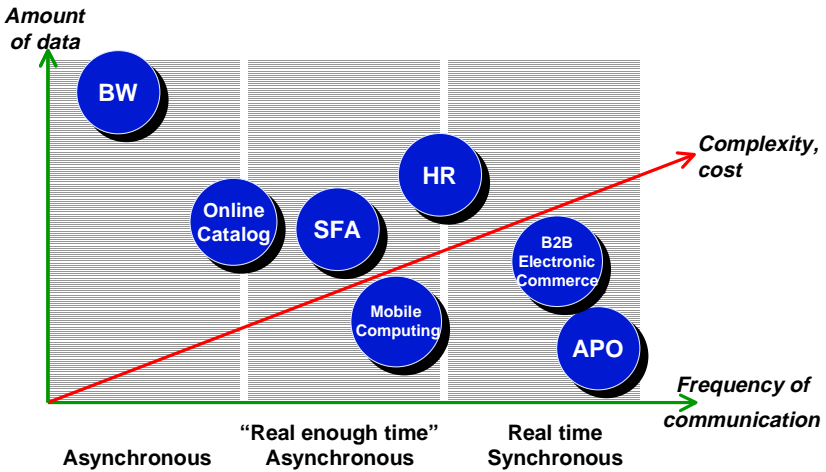 Amount
of data
BW
Complexity,
cost
HR
Online
Catalog
SFA
B2B
Electronic
Commerce
Mobile
Computing
APO
Frequency of
communication
“Real enough time”
Asynchronous
Real time
Synchronous
Asynchronous